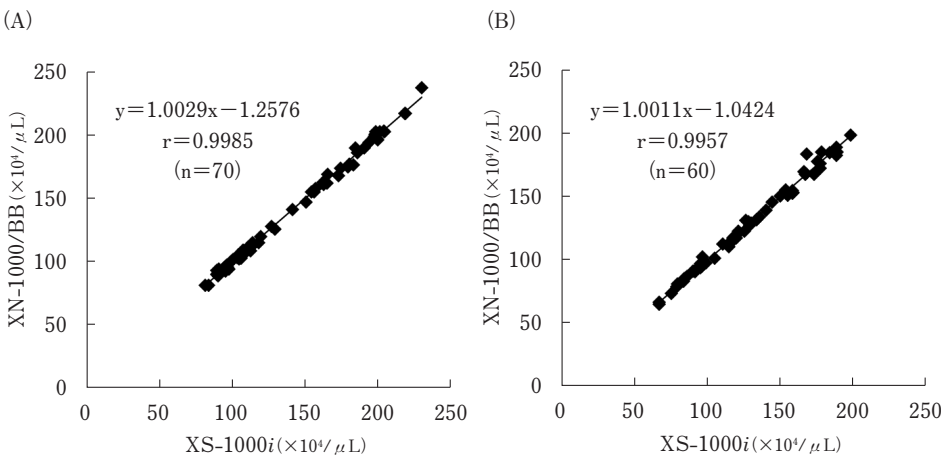 (A)
250
200
150
100
50
0
XN-1000/BB(×10⁴/μL)
y=1.0029x−1.2576
r=0.9985
(n=70)
0 50 100 150 200 250
XS-1000i(×10⁴/μL)
(B)
250
200
150
100
50
0
XN-1000/BB(×10⁴/μL)
y=1.0011x−1.0424
r=0.9957
(n=60)
0 50 100 150 200 250
XS-1000i(×10⁴/μL)